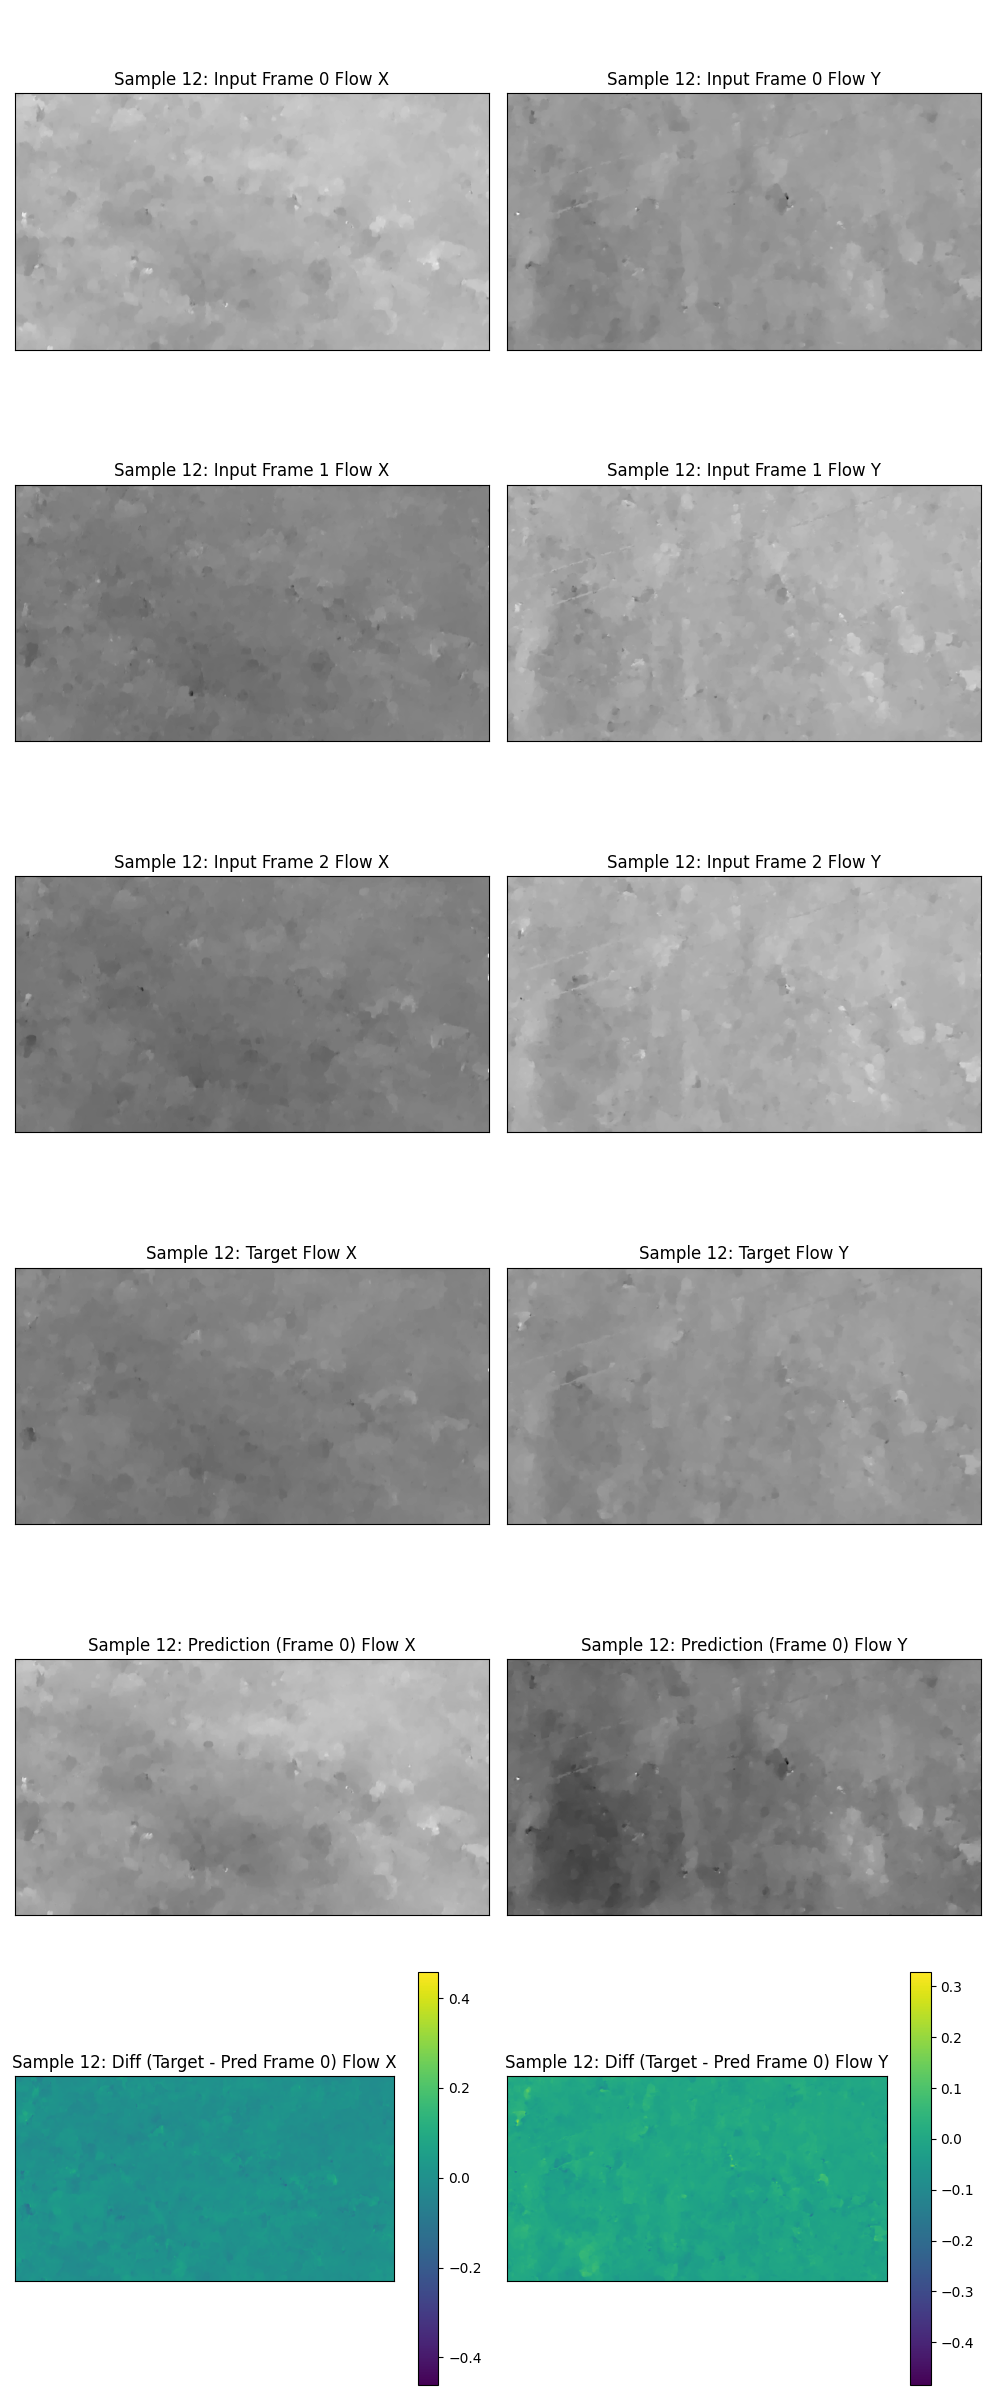 Sample 12: Input Frame 0 Flow X
Sample 12: Input Frame 0 Flow Y
Sample 12: Input Frame 1 Flow X
Sample 12: Input Frame 1 Flow Y
Sample 12: Input Frame 2 Flow X
Sample 12: Input Frame 2 Flow Y
Sample 12: Target Flow X
Sample 12: Target Flow Y
Sample 12: Prediction (Frame 0) Flow X
Sample 12: Prediction (Frame 0) Flow Y
Sample 12: Diff (Target - Pred Frame 0) Flow X
0.4
0.2
0.0
−0.2
−0.4
Sample 12: Diff (Target - Pred Frame 0) Flow Y
0.3
0.2
0.1
0.0
−0.1
−0.2
−0.3
−0.4